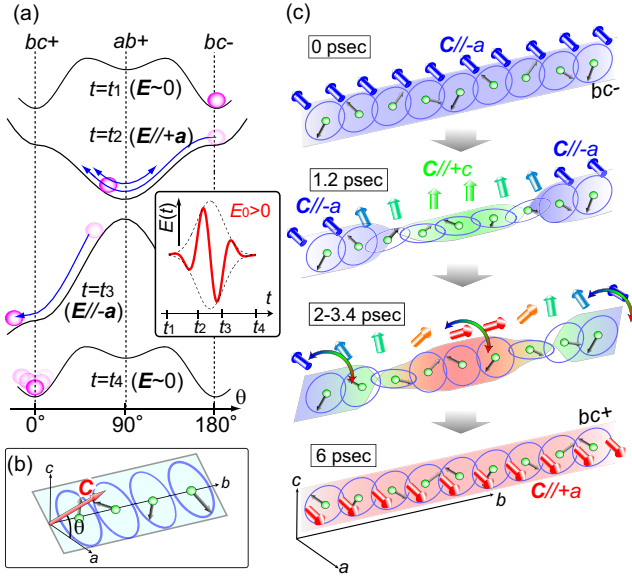 (a)
bc+ ab+ bc-
t=t1 (E~0)
t=t2 (E//+a)
E0>0
E(t)
t
t1 t2 t3 t4
t=t3
(E//-a)
t=t4 (E~0)
θ
0° 90° 180°
(b)
c
C
b
θ
a
(c)
0 psec
C//-a
bc-
1.2 psec
C//+c
C//-a
C//-a
2-3.4 psec
bc+
6 psec
c
b
C//+a
a